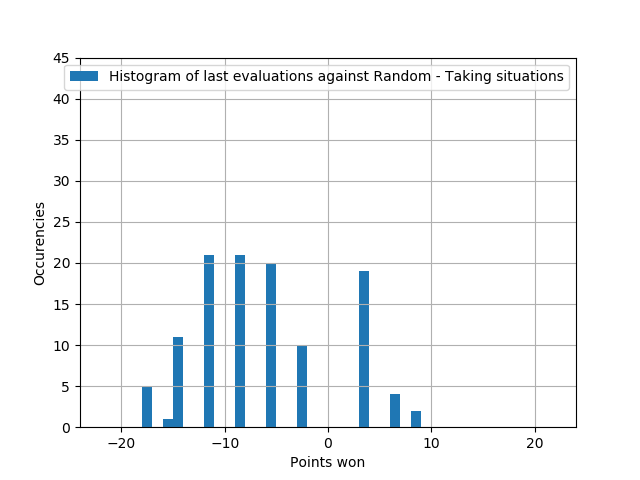 Histogram of last evaluations against Random - Taking situations
45
40
35
30
25
20
15
10
5
0
Occurencies
−20 −10 0 10 20
Points won